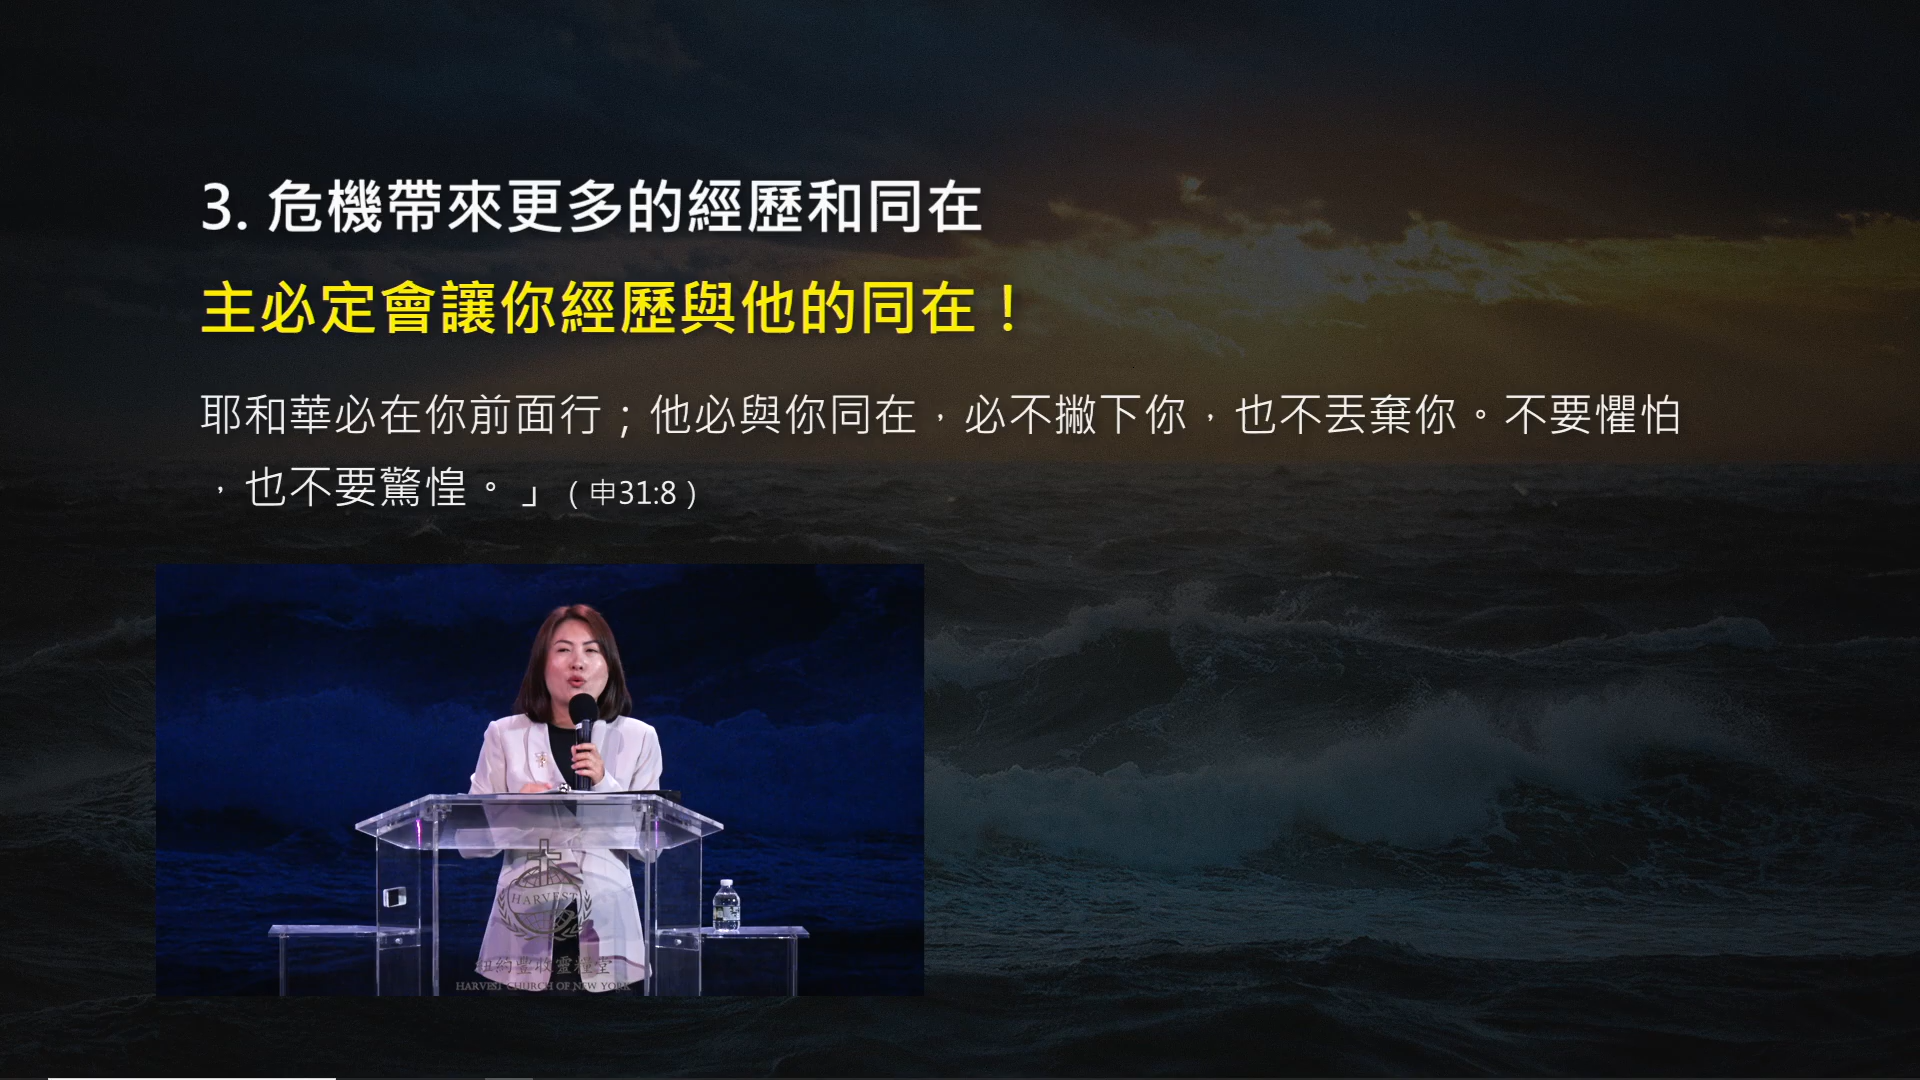 3. 危機帶來更多的經歷和同在
主必定會讓你經歷與他的同在！
耶和華必在你前面行；他必與你同在，必不撇下你，也不丟棄你。不要懼怕
，也不要驚惶。」（申31:8）
HARVEST
紐約豐收靈糧堂
HARVEST CHURCH OF NEW YORK